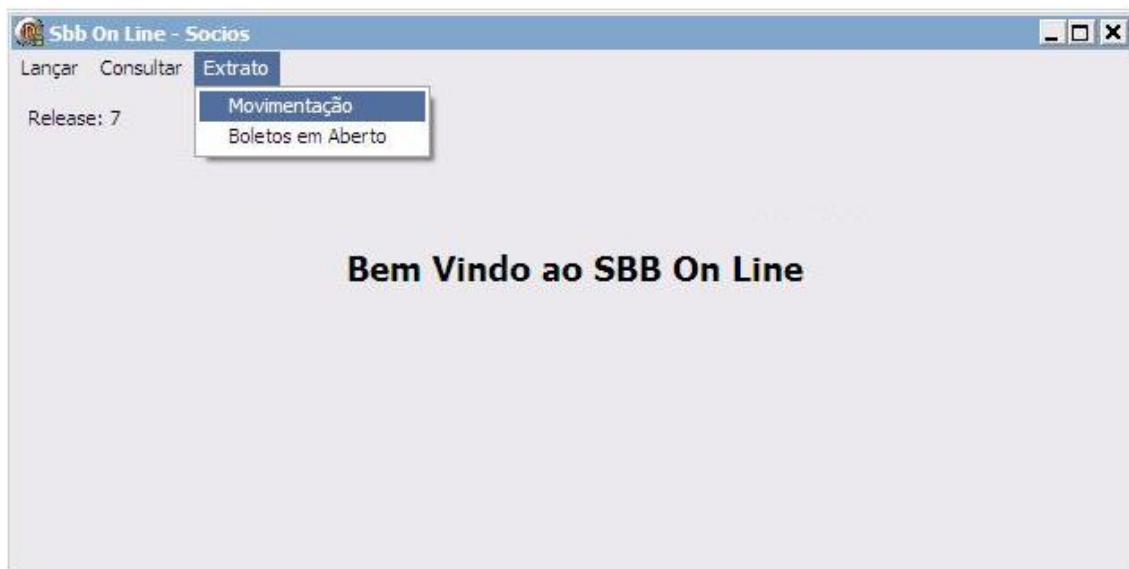 Sbb On Line - Socios
Lançar Consultar Extrato
Movimentação
Release: 7
Boletos em Aberto
Bem Vindo ao SBB On Line